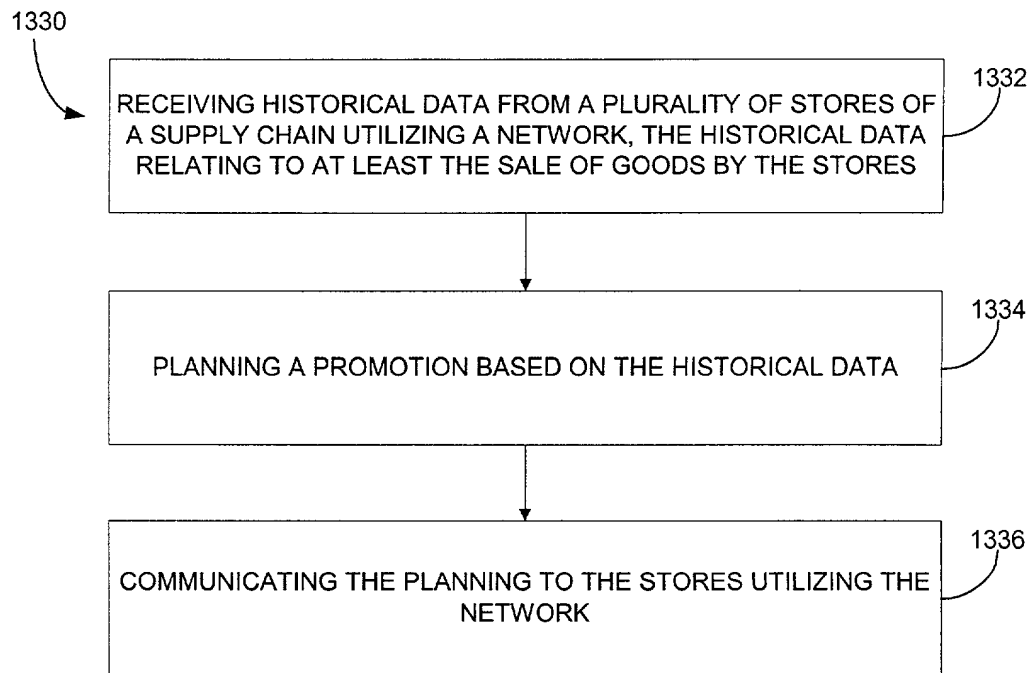 1330
1332
RECEIVING HISTORICAL DATA FROM A PLURALITY OF STORES OF
A SUPPLY CHAIN UTILIZING A NETWORK, THE HISTORICAL DATA
RELATING TO AT LEAST THE SALE OF GOODS BY THE STORES
1334
PLANNING A PROMOTION BASED ON THE HISTORICAL DATA
1336
COMMUNICATING THE PLANNING TO THE STORES UTILIZING THE
NETWORK